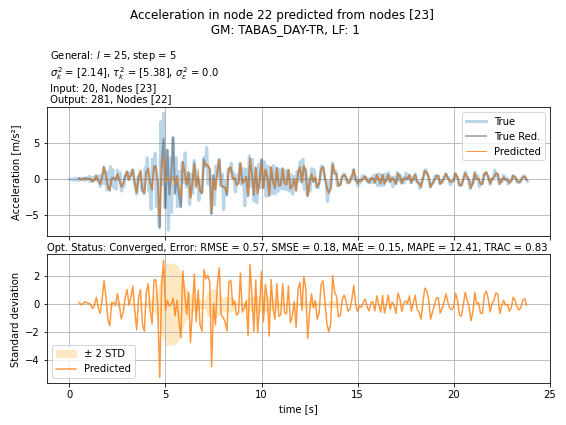 Acceleration in node 22 predicted from nodes [23]
GM: TABAS_DAY-TR, LF: 1
General: l = 25, step = 5
σ²ₖ = [2.14], τ²ₖ = [5.38], σ²ε = 0.0
Input: 20, Nodes [23]
Output: 281, Nodes [22]
Acceleration [m/s²]
5
0
−5
True
True Red.
Predicted
Opt. Status: Converged, Error: RMSE = 0.57, SMSE = 0.18, MAE = 0.15, MAPE = 12.41, TRAC = 0.83
Standard deviation
2
0
−2
−4
± 2 STD
Predicted
0 5 10 15 20 25
time [s]